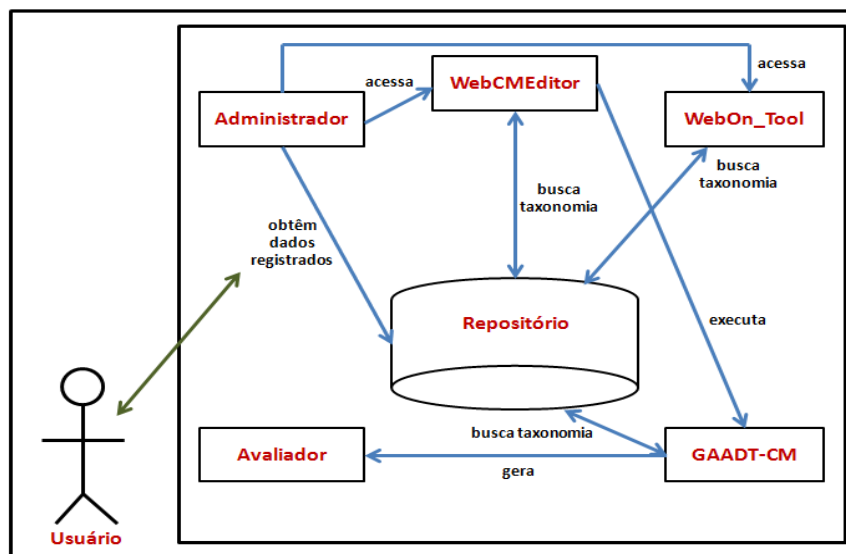 acessa
acessa
WebCMEditor
Administrador
WebOn_Tool
busca
taxonomia
busca
taxonomia
obtêm
dados
registrados
Repositório
executa
busca taxonomia
Avaliador
GAADT-CM
gera
Usuário